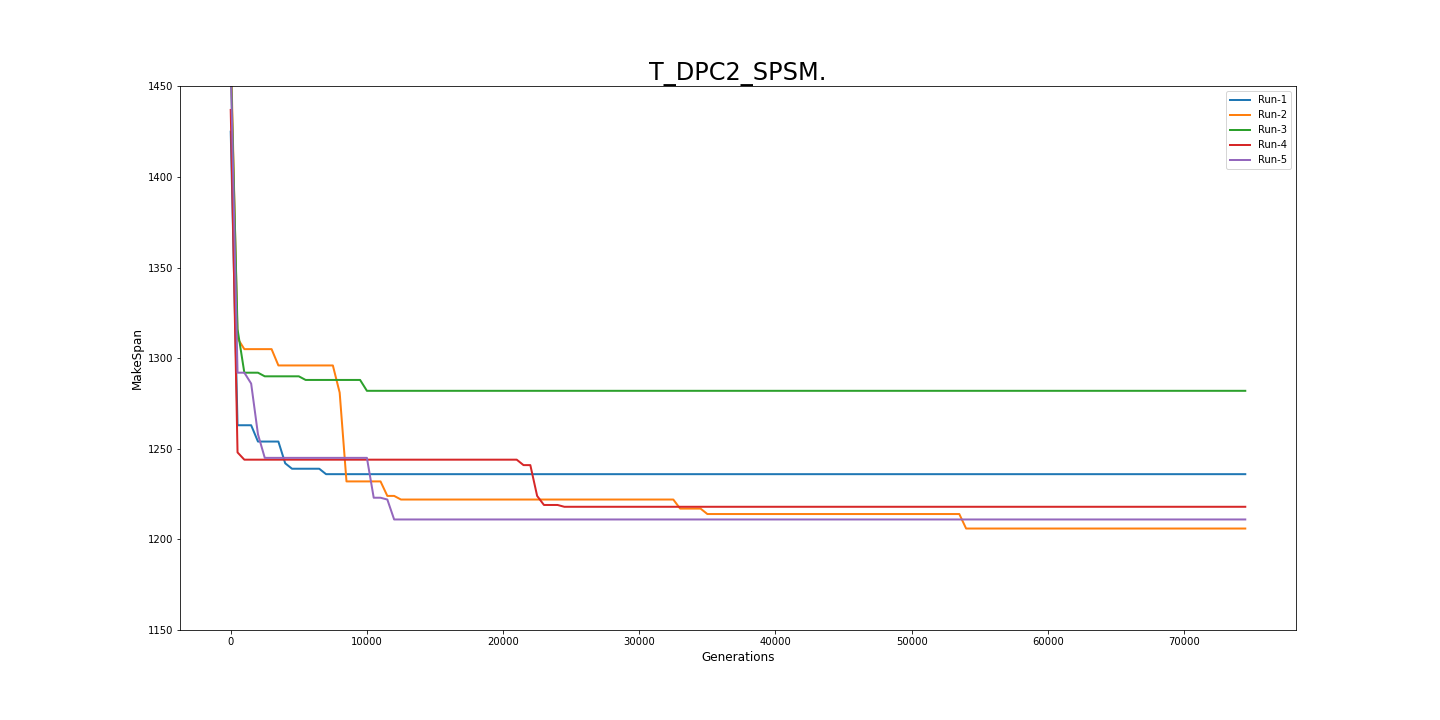 T_DPC2_SPSM.
1450
1400
1350
1300
1250
1200
1150
MakeSpan
0 10000 20000 30000 40000 50000 60000 70000
Generations
Run-1
Run-2
Run-3
Run-4
Run-5